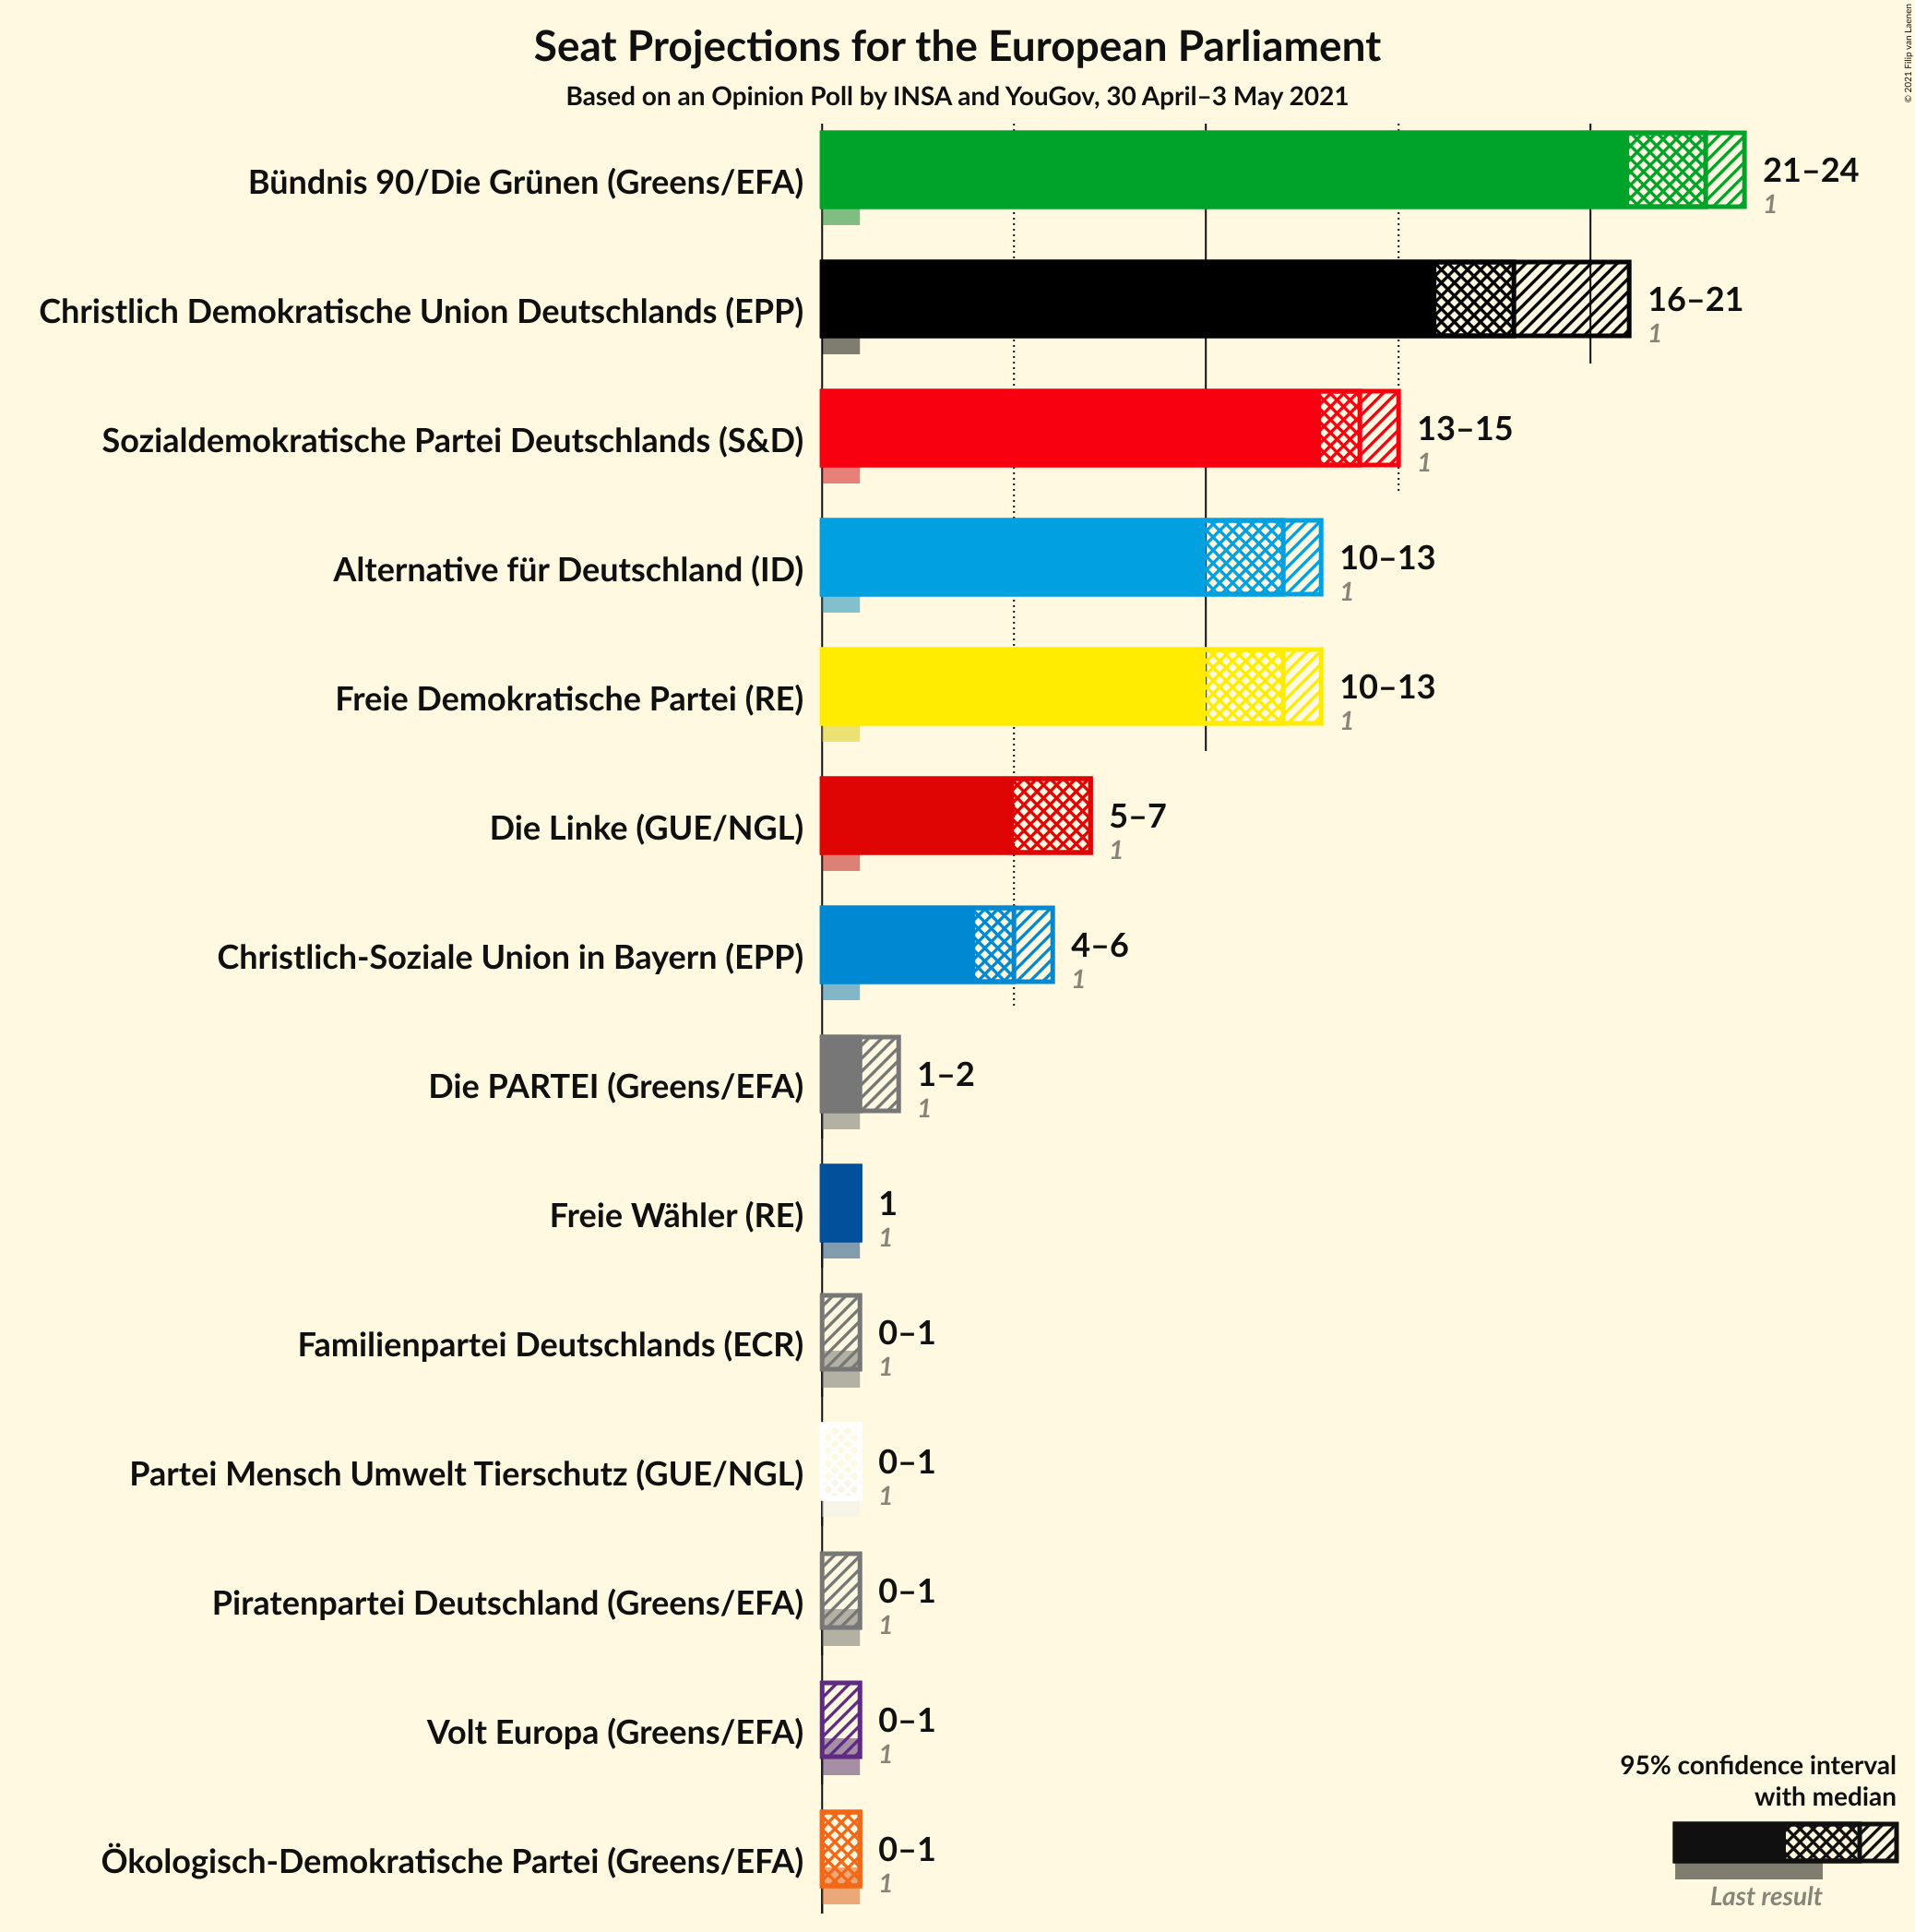 Seat Projections for the European Parliament
Based on an Opinion Poll by INSA and YouGov, 30 April–3 May 2021
© 2021 Filip van Laenen
Bündnis 90/Die Grünen (Greens/EFA)
21–24
1
Christlich Demokratische Union Deutschlands (EPP)
16–21
1
Sozialdemokratische Partei Deutschlands (S&D)
13–15
1
Alternative für Deutschland (ID)
10–13
1
Freie Demokratische Partei (RE)
10–13
1
Die Linke (GUE/NGL)
5–7
1
Christlich-Soziale Union in Bayern (EPP)
4–6
1
Die PARTEI (Greens/EFA)
1–2
1
Freie Wähler (RE)
1
1
Familienpartei Deutschlands (ECR)
0–1
1
Partei Mensch Umwelt Tierschutz (GUE/NGL)
0–1
1
Piratenpartei Deutschland (Greens/EFA)
0–1
1
Volt Europa (Greens/EFA)
0–1
1
Ökologisch-Demokratische Partei (Greens/EFA)
0–1
1
95% confidence interval
with median
Last result